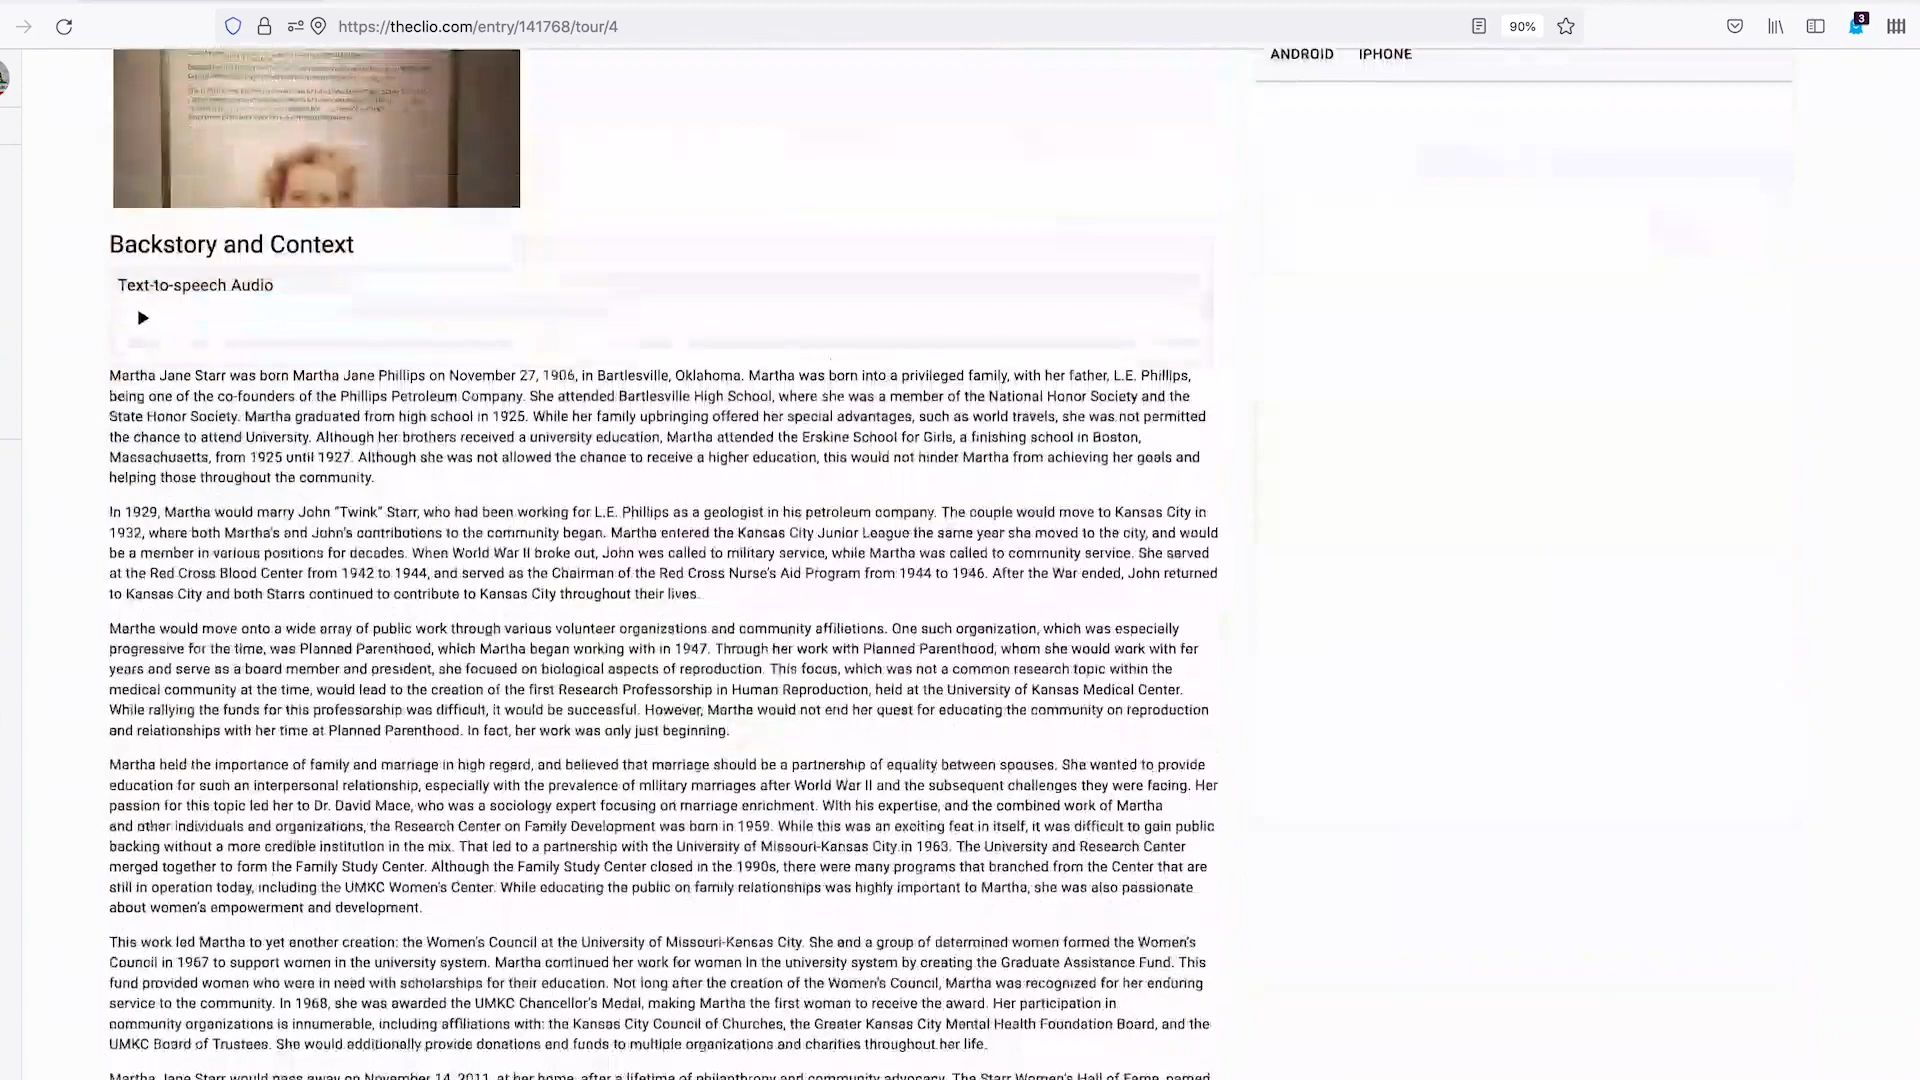 https://theclio.com/entry/141768/tour/4
90%
3
ANDROID IPHONE
Backstory and Context
Text-to-speech Audio
Martha Jane Starr was born Martha Jane Phillips on November 27, 1906, in Bartlesville, Oklahoma. Martha was born into a privileged family, with her father, L.E. Phillips,
being one of the co-founders of the Phillips Petroleum Company. She attended Bartlesville High School, where she was a member of the National Honor Society and the
State Honor Society. Martha graduated from high school in 1925. While her family upbringing offered her special advantages, such as world travels, she was not permitted
the chance to attend University. Although her brothers received a university education, Martha attended the Erskine School for Girls, a finishing school in Boston,
Massachusetts, from 1925 until 1927. Although she was not allowed the chance to receive a higher education, this would not hinder Martha from achieving her goals and
helping those throughout the community.
In 1929, Martha would marry John "Twink" Starr, who had been working for L.E. Phillips as a geologist in his petroleum company. The couple would move to Kansas City in
1932, where both Martha's and John's contributions to the community began. Martha entered the Kansas City Junior League the same year she moved to the city, and would
be a member in various positions for decades. When World War II broke out, John was called to military service, while Martha was called to community service. She served
at the Red Cross Blood Center from 1942 to 1944, and served as the Chairman of the Red Cross Nurse's Aid Program from 1944 to 1946. After the War ended, John returned
to Kansas City and both Starrs continued to contribute to Kansas City throughout their lives.
Martha would move onto a wide array of public work through various volunteer organizations and community affiliations. One such organization, which was especially
progressive for the time, was Planned Parenthood, which Martha began working with in 1947. Through her work with Planned Parenthood, whom she would work with for
years and serve as a board member and president, she focused on biological aspects of reproduction. This focus, which was not a common research topic within the
medical community at the time, would lead to the creation of the first Research Professorship in Human Reproduction, held at the University of Kansas Medical Center.
While rallying the funds for this professorship was difficult, it would be successful. However, Martha would not end her quest for educating the community on reproduction
and relationships with her time at Planned Parenthood. In fact, her work was only just beginning.
Martha held the importance of family and marriage in high regard, and believed that marriage should be a partnership of equality between spouses. She wanted to provide
education for such an interpersonal relationship, especially with the prevalence of military marriages after World War II and the subsequent challenges they were facing. Her
passion for this topic led her to Dr. David Mace, who was a sociology expert focusing on marriage enrichment. With his expertise, and the combined work of Martha
and other individuals and organizations, the Research Center on Family Development was born in 1959. While this was an exciting feat in itself, it was difficult to gain public
backing without a more credible institution in the mix. That led to a partnership with the University of Missouri-Kansas City in 1963. The University and Research Center
merged together to form the Family Study Center. Although the Family Study Center closed in the 1990s, there were many programs that branched from the Center that are
still in operation today, including the UMKC Women's Center. While educating the public on family relationships was highly important to Martha, she was also passionate
about women's empowerment and development.
This work led Martha to yet another creation: the Women's Council at the University of Missouri-Kansas City. She and a group of determined women formed the Women's
Council in 1967 to support women in the university system. Martha continued her work for women in the university system by creating the Graduate Assistance Fund. This
fund provided women who were in need with scholarships for their education. Not long after the creation of the Women's Council, Martha was recognized for her enduring
service to the community. In 1968, she was awarded the UMKC Chancellor's Medal, making Martha the first woman to receive the award. Her participation in
community organizations is innumerable, including affiliations with: the Kansas City Council of Churches, the Greater Kansas City Mental Health Foundation Board, and the
UMKC Board of Trustees. She would additionally provide donations and funds to multiple organizations and charities throughout her life.
Martha Jane Starr would pass away on November 14, 2011, at her home, after a lifetime of philanthropy and community advocacy. The Starr Women's Hall of Fame, named